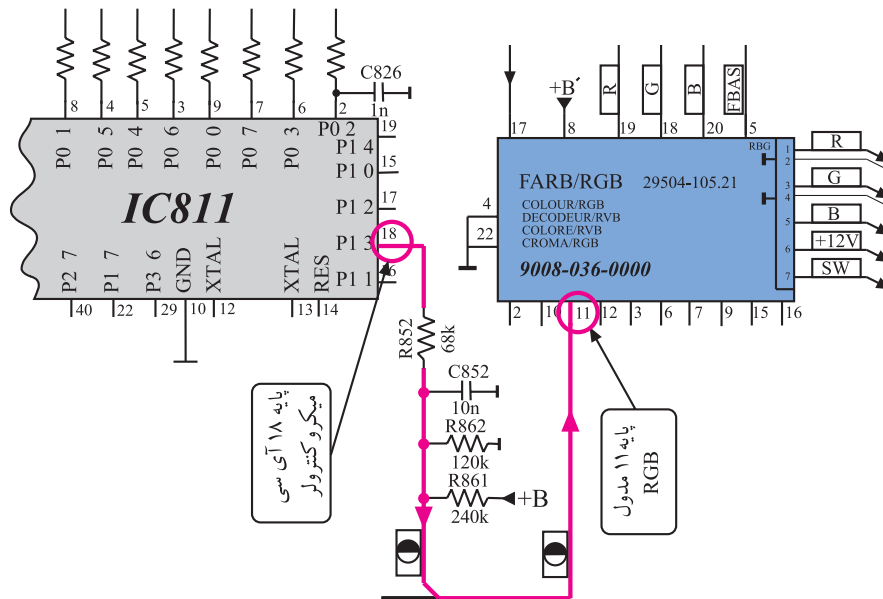 C826
1n
8
4
5
3
9
7
6
2
P0 1
P0 5
P0 4
P0 6
P0 0
P0 7
P0 3
P0 2
P1 4
19
P1 0
15
P1 2
17
P1 3
18
P1 1
16
IC811
P2 7
P1 7
P3 6
GND
XTAL
XTAL
RES
40
22
29
10
12
13
14
R852
68k
C852
10n
R862
120k
R861
240k
+B
پایه ۱۸ آی سی
میکروکنترولر
+B´
R
G
B
FBAS
17
8
19
18
20
5
4
22
FARB/RGB 29504-105.21
COLOUR/RGB
DECODEUR/RVB
COLORE/RVB
CROMA/RGB
9008-036-0000
RBG
1
2
3
4
5
6
7
R
G
B
+12V
SW
2
10
11
12
3
6
7
9
15
16
پایه ۱۱ مدول
RGB